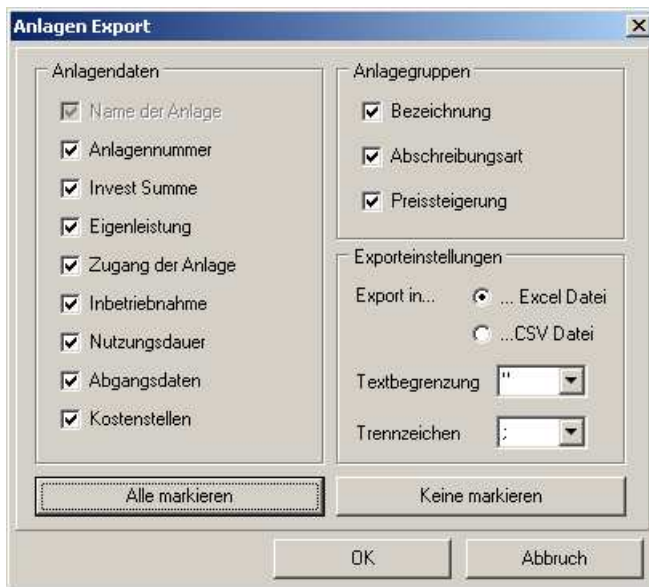 Anlagen Export
Anlagendaten
Name der Anlage
Anlagennummer
Invest Summe
Eigenleistung
Zugang der Anlage
Inbetriebnahme
Nutzungsdauer
Abgangsdaten
Kostenstellen
Anlagegruppen
Bezeichnung
Abschreibungsart
Preissteigerung
Exporteinstellungen
Export in... ... Excel Datei
...CSV Datei
Textbegrenzung "
Trennzeichen ;
Alle markieren
Keine markieren
OK
Abbruch